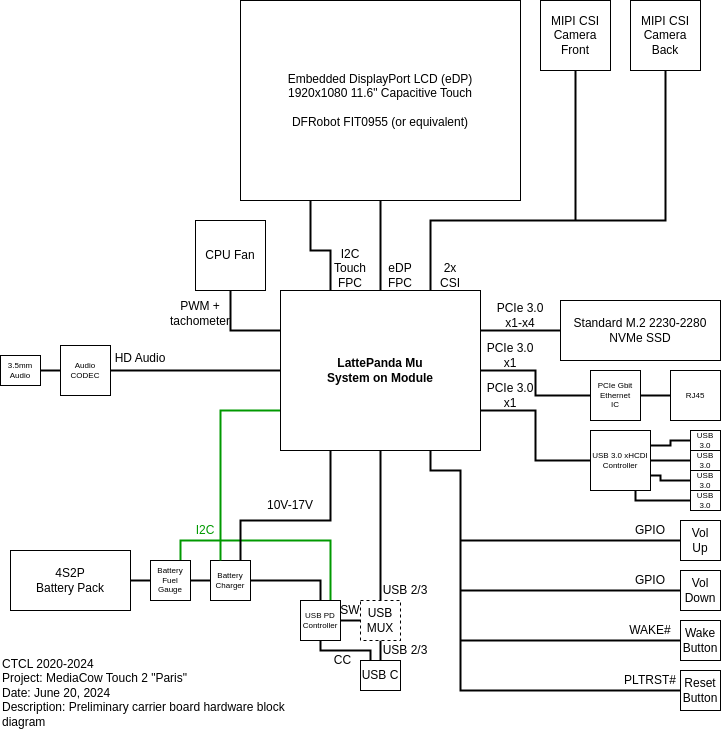 Embedded DisplayPort LCD (eDP)
1920x1080 11.6" Capacitive Touch
DFRobot FIT0955 (or equivalent)
MIPI CSI
Camera
Front
MIPI CSI
Camera
Back
CPU Fan
I2C
Touch
FPC
eDP
FPC
2x
CSI
PWM +
tachometer
PCIe 3.0
x1-x4
Standard M.2 2230-2280
NVMe SSD
3.5mm
Audio
Audio
CODEC
HD Audio
LattePanda Mu
System on Module
PCIe 3.0
x1
PCIe Gbit
Ethernet
IC
RJ45
PCIe 3.0
x1
USB 3.0 xHCDI
Controller
USB
3.0
USB
3.0
USB
3.0
USB
3.0
10V-17V
I2C
GPIO
Vol
Up
4S2P
Battery Pack
Battery
Fuel
Gauge
Battery
Charger
GPIO
Vol
Down
USB 2/3
USB PD
Controller
SW
USB
MUX
WAKE#
Wake
Button
USB 2/3
CC
USB C
PLTRST#
Reset
Button
CTCL 2020-2024
Project: MediaCow Touch 2 "Paris"
Date: June 20, 2024
Description: Preliminary carrier board hardware block
diagram